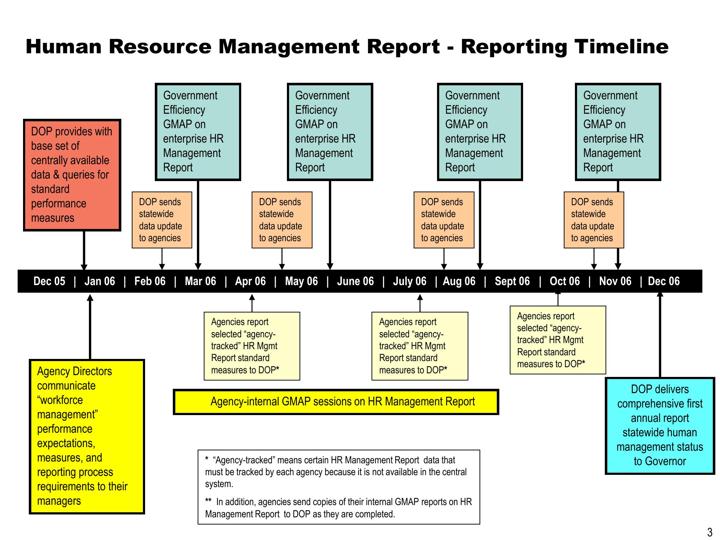 Human Resource Management Report - Reporting Timeline
Government
Efficiency
GMAP on
enterprise HR
Management
Report
Government
Efficiency
GMAP on
enterprise HR
Management
Report
Government
Efficiency
GMAP on
enterprise HR
Management
Report
Government
Efficiency
GMAP on
enterprise HR
Management
Report
DOP provides with
base set of
centrally available
data & queries for
standard
performance
measures
DOP sends
statewide
data update
to agencies
DOP sends
statewide
data update
to agencies
DOP sends
statewide
data update
to agencies
DOP sends
statewide
data update
to agencies
Dec 05 | Jan 06 | Feb 06 | Mar 06 | Apr 06 | May 06 | June 06 | July 06 | Aug 06 | Sept 06 | Oct 06 | Nov 06 | Dec 06
Agencies report
selected “agency-
tracked” HR Mgmt
Report standard
measures to DOP*
Agencies report
selected “agency-
tracked” HR Mgmt
Report standard
measures to DOP*
Agencies report
selected “agency-
tracked” HR Mgmt
Report standard
measures to DOP*
Agency Directors
communicate
“workforce
management”
performance
expectations,
measures, and
reporting process
requirements to their
managers
Agency-internal GMAP sessions on HR Management Report
DOP delivers
comprehensive first
annual report
statewide human
management status
to Governor
* “Agency-tracked” means certain HR Management Report data that
must be tracked by each agency because it is not available in the central
system.
** In addition, agencies send copies of their internal GMAP reports on HR
Management Report to DOP as they are completed.
3